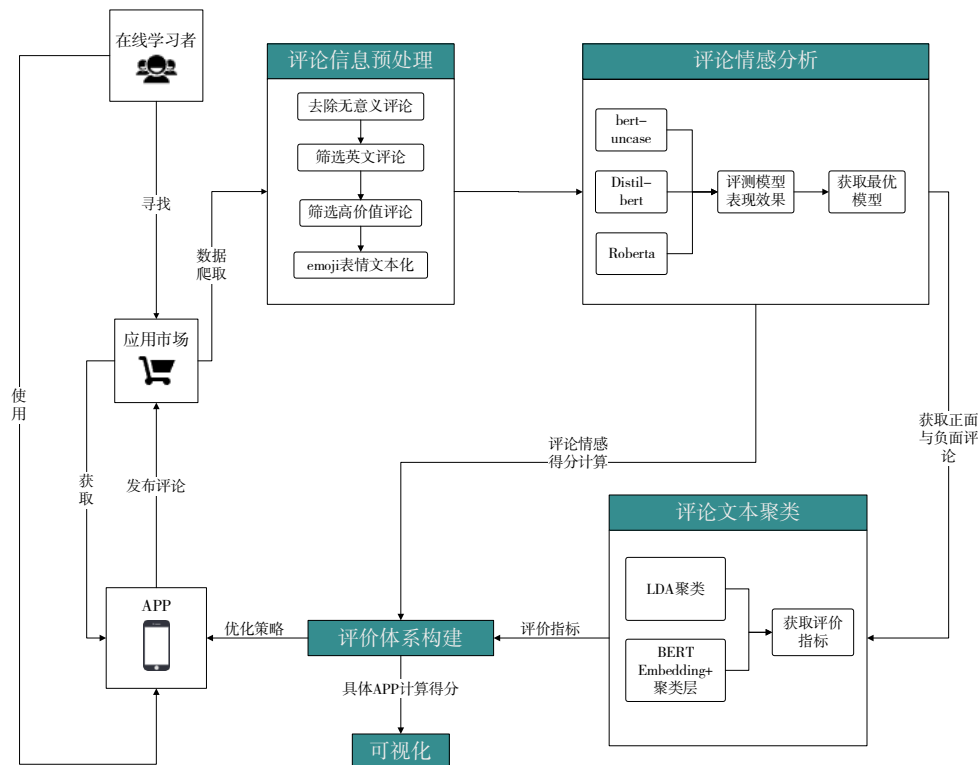 在线学习者
评论信息预处理
评论情感分析
去除无意义评论
筛选英文评论
筛选高价值评论
emoji表情文本化
bert-
uncase
Distil-
bert
Roberta
评测模型
表现效果
获取最优
模型
寻找
数据
爬取
应用市场
使
用
获
取
发布评论
评论情感
得分计算
获取正面
与负面评
论
评论文本聚类
LDA聚类
BERT
Embedding+
聚类层
获取评价
指标
APP
优化策略
评价体系构建
评价指标
具体APP计算得分
可视化